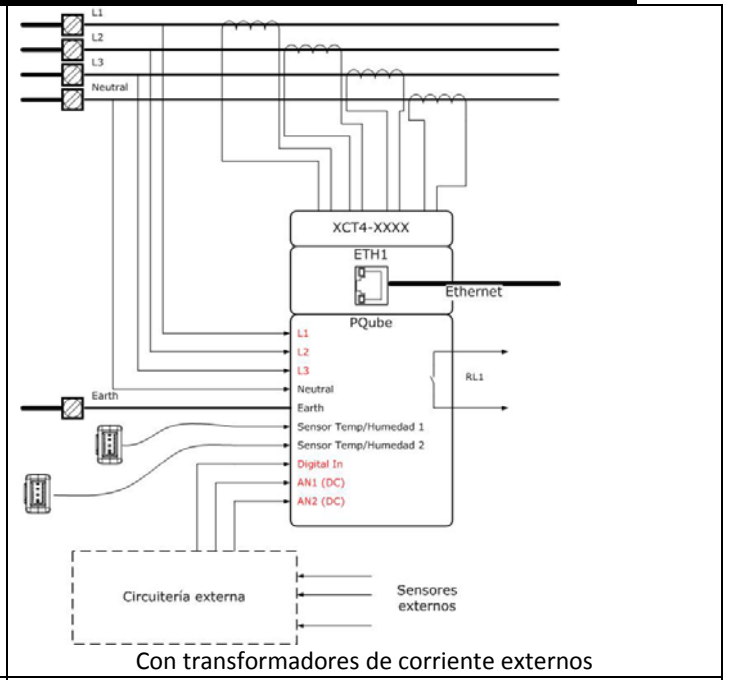 L1
L2
L3
Neutral
XCT4-XXXX
ETH1
Ethernet
PQube
L1
L2
L3
RL1
Neutral
Earth
Earth
Sensor Temp/Humedad 1
Sensor Temp/Humedad 2
Digital In
AN1 (DC)
AN2 (DC)
Circuitería externa
Sensores
externos
Con transformadores de corriente externos